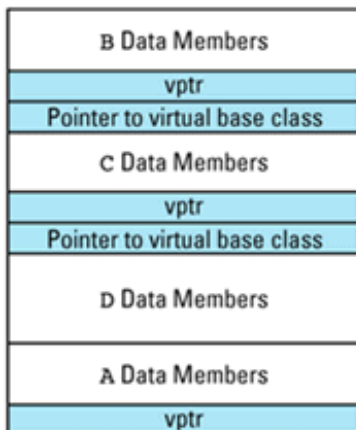 B Data Members
vptr
Pointer to virtual base class
C Data Members
vptr
Pointer to virtual base class
D Data Members
A Data Members
vptr